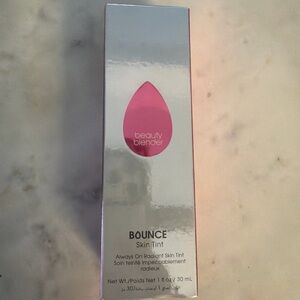 beauty
blender
BOUNCE
Skin Tint
Always On Radiant Skin Tint
Soin teinté impeccablement
radieux
Net Wt./Poids Net 1 fl oz / 30 mL